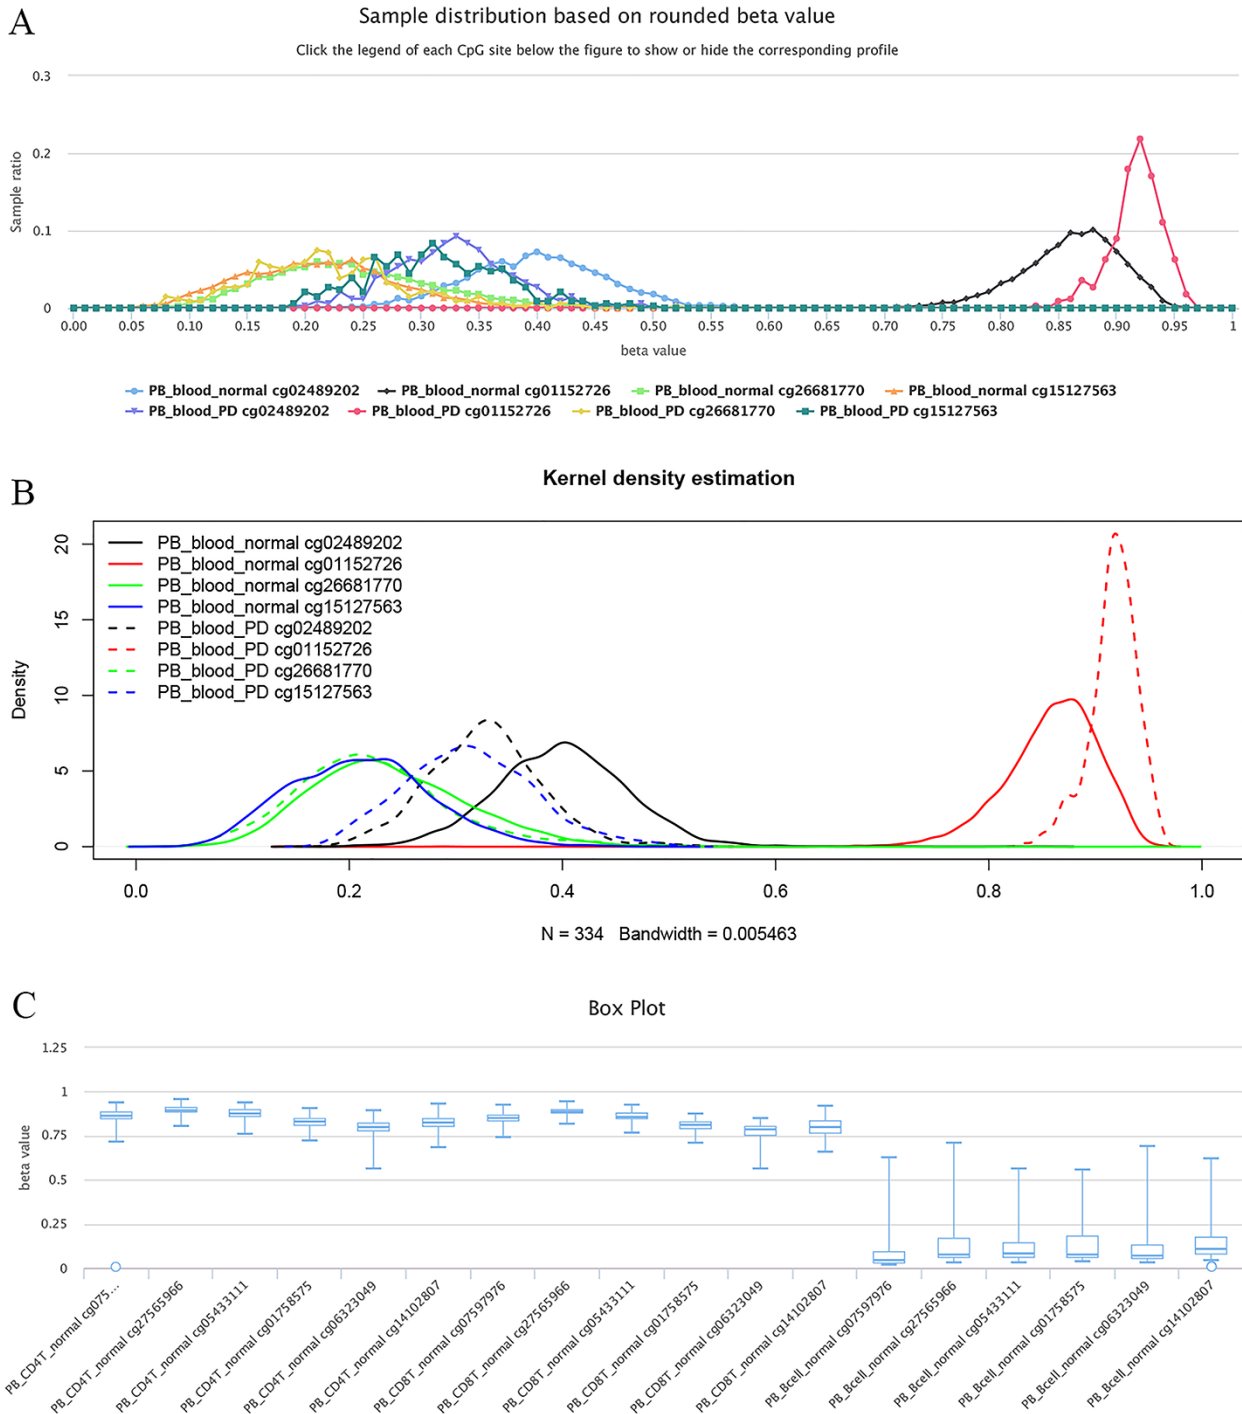 A
Sample distribution based on rounded beta value
Click the legend of each CpG site below the figure to show or hide the corresponding profile
Sample ratio
0.3
0.2
0.1
0
0.00 0.05 0.10 0.15 0.20 0.25 0.30 0.35 0.40 0.45 0.50 0.55 0.60 0.65 0.70 0.75 0.80 0.85 0.90 0.95 1
beta value
PB_blood_normal cg02489202 PB_blood_normal cg01152726 PB_blood_normal cg26681770 PB_blood_normal cg15127563
PB_blood_PD cg02489202 PB_blood_PD cg01152726 PB_blood_PD cg26681770 PB_blood_PD cg15127563
B
Kernel density estimation
Density
20
15
10
5
0
PB_blood_normal cg02489202
PB_blood_normal cg01152726
PB_blood_normal cg26681770
PB_blood_normal cg15127563
PB_blood_PD cg02489202
PB_blood_PD cg01152726
PB_blood_PD cg26681770
PB_blood_PD cg15127563
0.0 0.2 0.4 0.6 0.8 1.0
N = 334 Bandwidth = 0.005463
C
Box Plot
beta value
1.25
1
0.75
0.5
0.25
0
PB_CD4T_normal cg075...
PB_CD4T_normal cg27565966
PB_CD4T_normal cg05433111
PB_CD4T_normal cg01758575
PB_CD4T_normal cg06323049
PB_CD4T_normal cg14102807
PB_CD8T_normal cg07597976
PB_CD8T_normal cg27565966
PB_CD8T_normal cg05433111
PB_CD8T_normal cg01758575
PB_CD8T_normal cg06323049
PB_CD8T_normal cg14102807
PB_Bcell_normal cg07597976
PB_Bcell_normal cg27565966
PB_Bcell_normal cg05433111
PB_Bcell_normal cg01758575
PB_Bcell_normal cg06323049
PB_Bcell_normal cg14102807